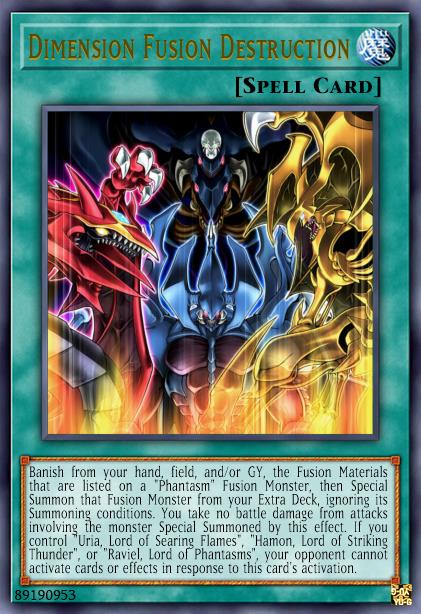 DIMENSION FUSION DESTRUCTION
魔
[SPELL CARD]
Banish from your hand, field, and/or GY, the Fusion Materials
that are listed on a "Phantasm" Fusion Monster, then Special
Summon that Fusion Monster from your Extra Deck, ignoring its
Summoning conditions. You take no battle damage from attacks
involving the monster Special Summoned by this effect. If you
control "Uria, Lord of Searing Flames", "Hamon, Lord of Striking
Thunder", or "Raviel, Lord of Phantasms", your opponent cannot
activate cards or effects in response to this card's activation.
89190953